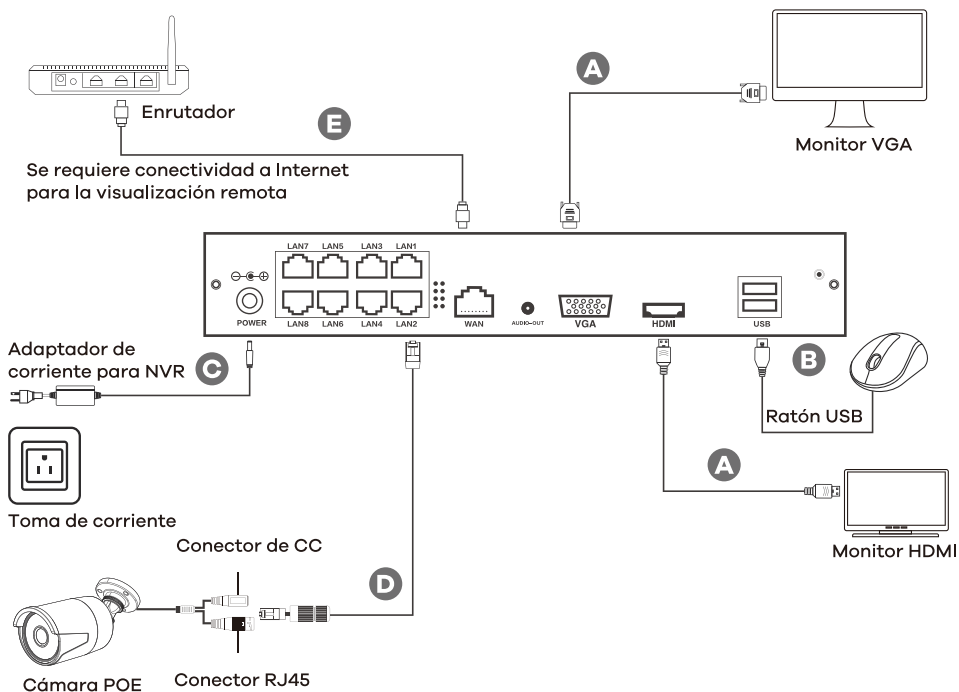 A
Enrutador
E
Monitor VGA
Se requiere conectividad a Internet
para la visualización remota
LAN7 LAN5 LAN3 LAN1
POWER
LAN8 LAN6 LAN4 LAN2
WAN
AUDIO-OUT
VGA
HDMI
USB
Adaptador de
corriente para NVR
C
B
Ratón USB
A
Toma de corriente
Monitor HDMI
Conector de CC
D
Cámara POE
Conector RJ45